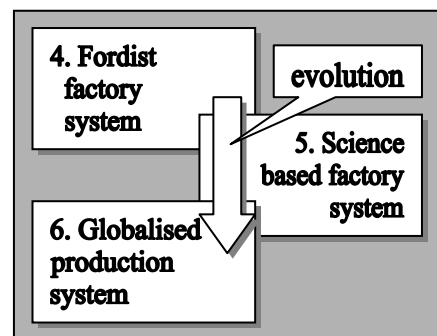 4. Fordist
factory
system
evolution
5. Science
based factory
system
6. Globalised
production
system